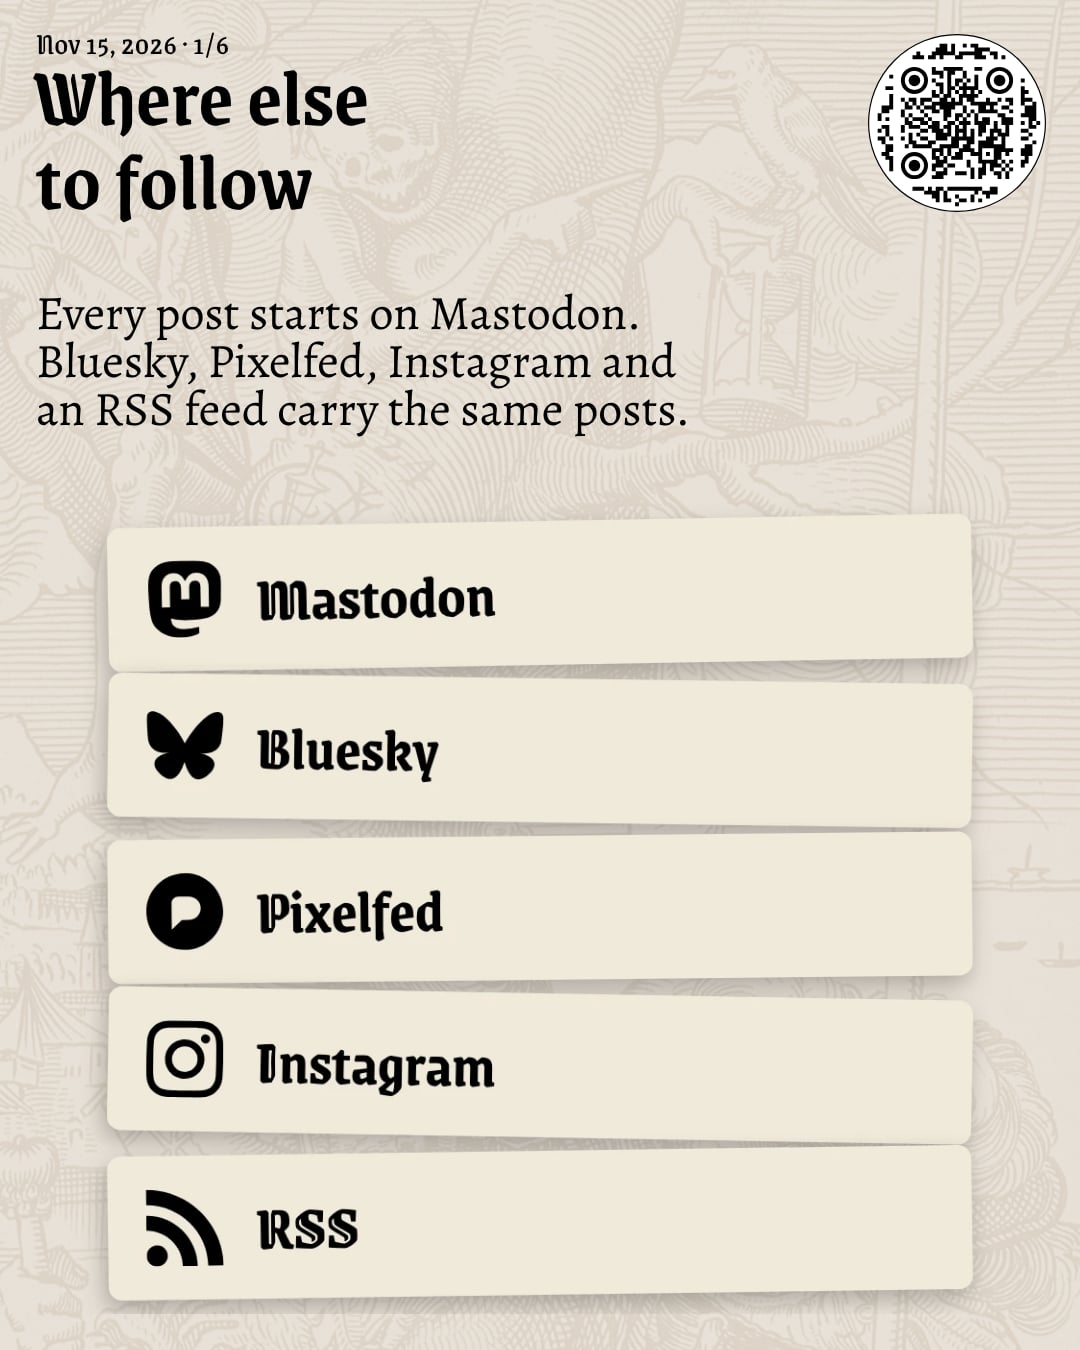 Nov 15, 2026 · 1/6
Where else
to follow
Every post starts on Mastodon.
Bluesky, Pixelfed, Instagram and
an RSS feed carry the same posts.
Mastodon
Bluesky
Pixelfed
Instagram
RSS